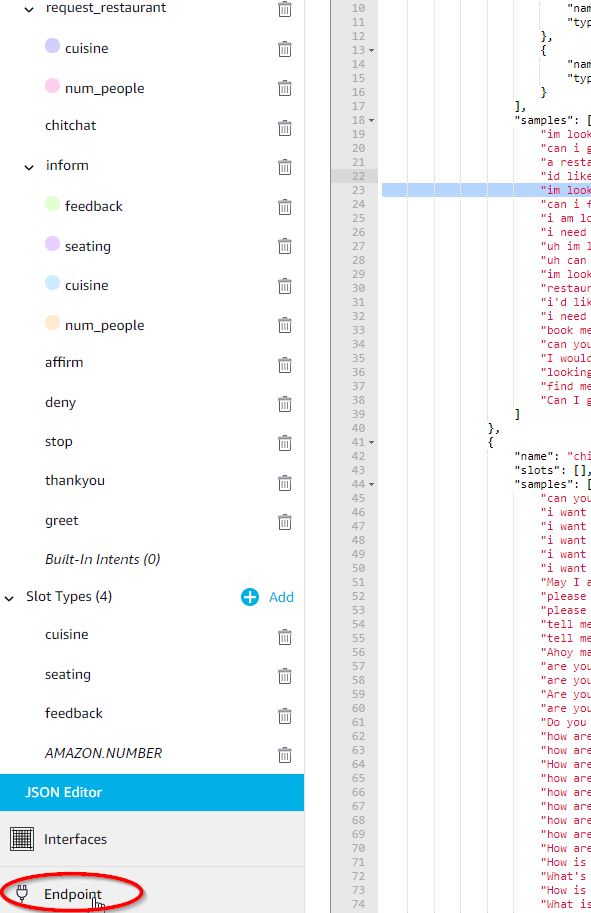 request_restaurant
cuisine
num_people
chitchat
inform
feedback
seating
cuisine
num_people
affirm
deny
stop
thankyou
greet
Built-In Intents (0)
Slot Types (4)
Add
cuisine
seating
feedback
AMAZON.NUMBER
JSON Editor
Interfaces
Endpoint
10 "nam
11 "typ
12 },
13 {
14 "nam
15 "typ
16 }
17 ],
18 "samples": [
19 "im look
20 "can i g
21 "a resta
22 "id like
23 "im look
24 "can i f
25 "i am lo
26 "i need
27 "uh im l
28 "uh can
29 "im look
30 "restaur
31 "i'd lik
32 "i need
33 "book me
34 "can you
35 "I would
36 "looking
37 "find me
38 "Can I g
39 ]
40 },
41 {
42 "name": "chi
43 "slots": [],
44 "samples": [
45 "can you
46 "i want
47 "i want
48 "i want
49 "i want
50 "i want
51 "May I a
52 "please
53 "please
54 "tell me
55 "tell me
56 "Ahoy ma
57 "are you
58 "are you
59 "Are you
60 "are you
61 "Do you
62 "how are
63 "how are
64 "How are
65 "how are
66 "how are
67 "how are
68 "how are
69 "how are
70 "How are
71 "How is
72 "What's
73 "How is
74 "What is